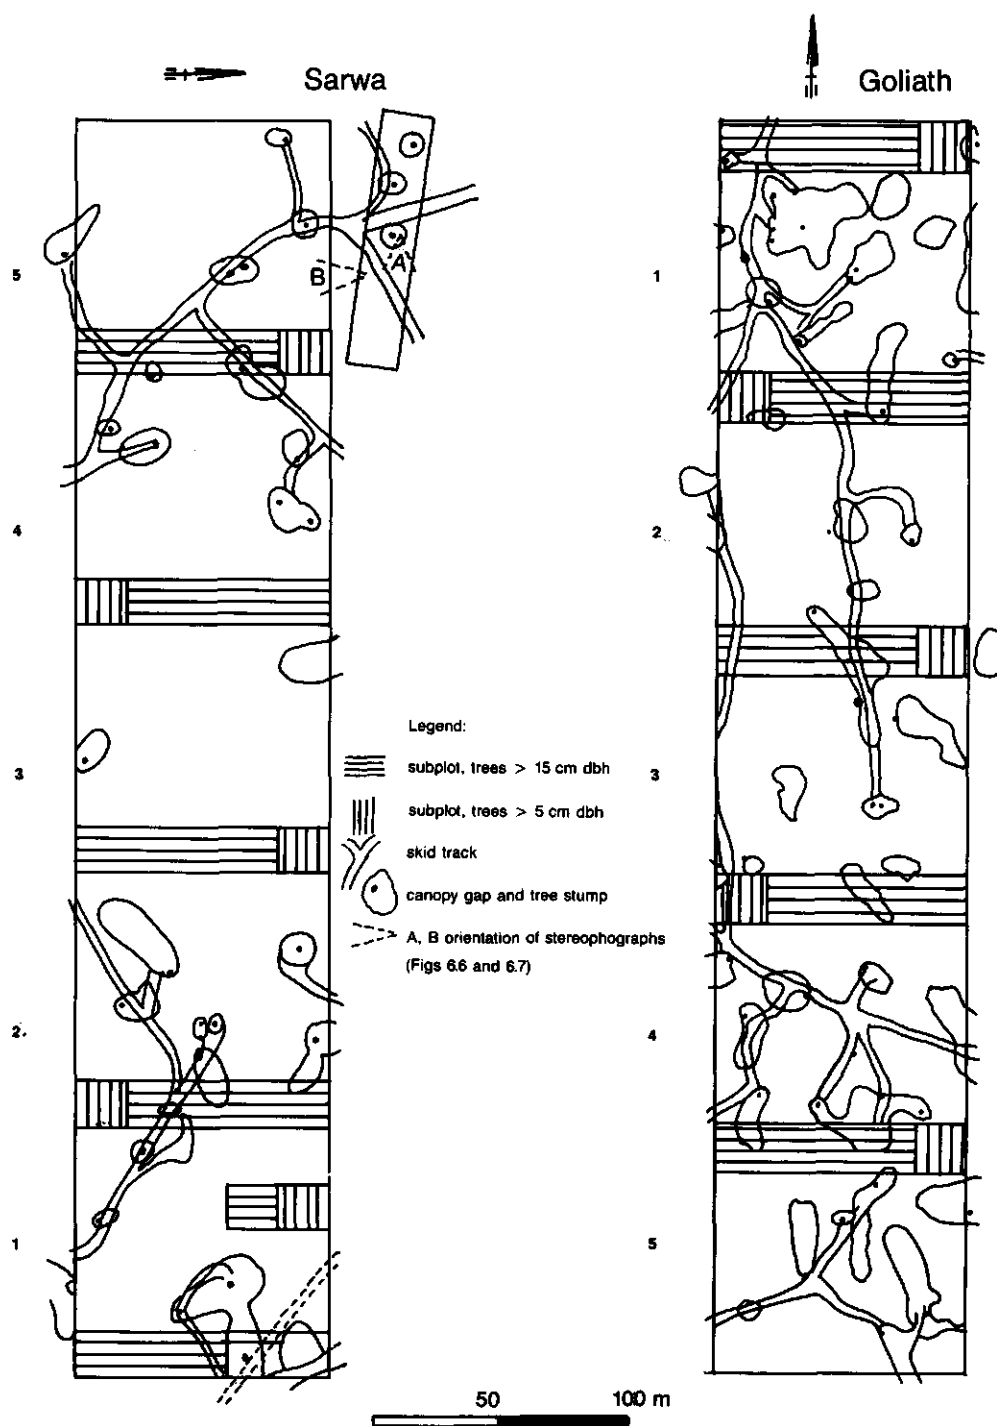 Sarwa
Goliath
5
4
3
2.
1
B
A
1
2
3
4
5
Legend:
subplot, trees > 15 cm dbh
subplot, trees > 5 cm dbh
skid track
canopy gap and tree stump
A, B orientation of stereophographs
(Figs 6.6 and 6.7)
50 100 m